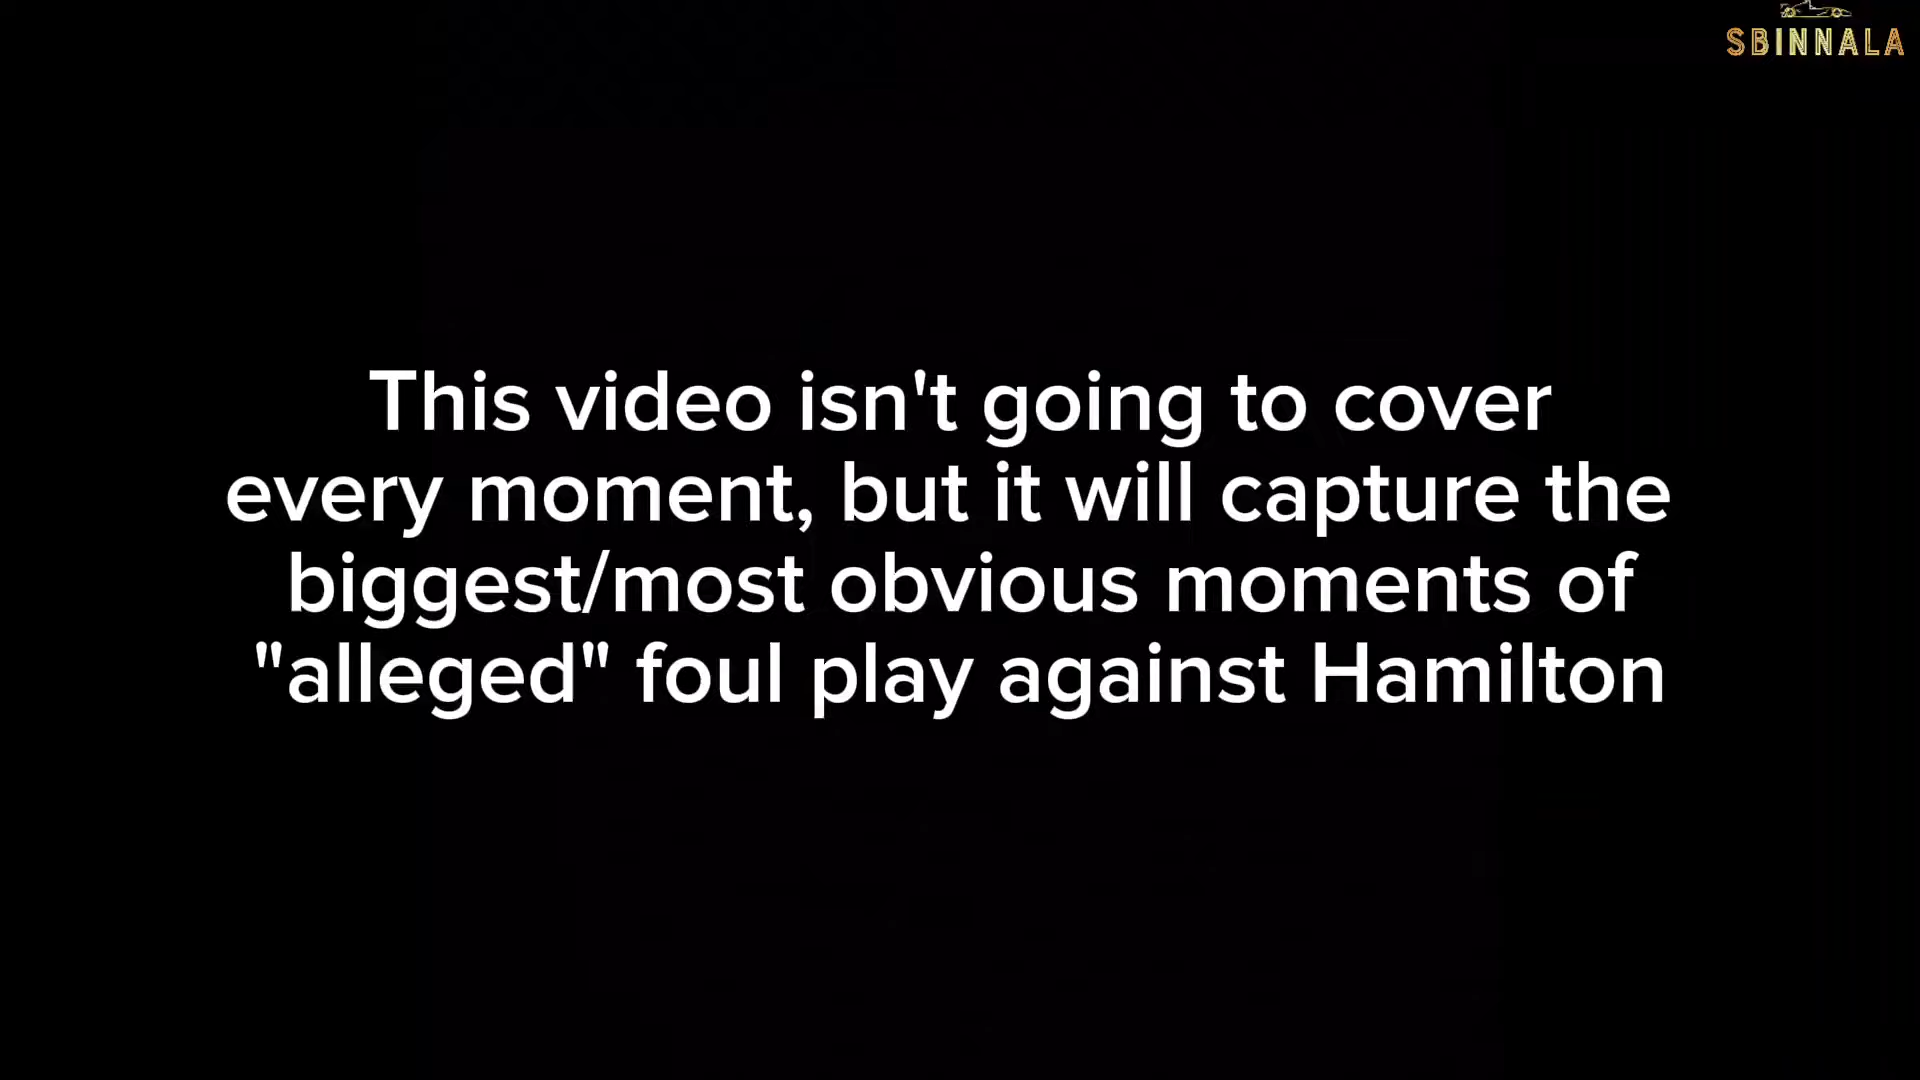 SBINNALA
This video isn't going to cover
every moment, but it will capture the
biggest/most obvious moments of
"alleged" foul play against Hamilton